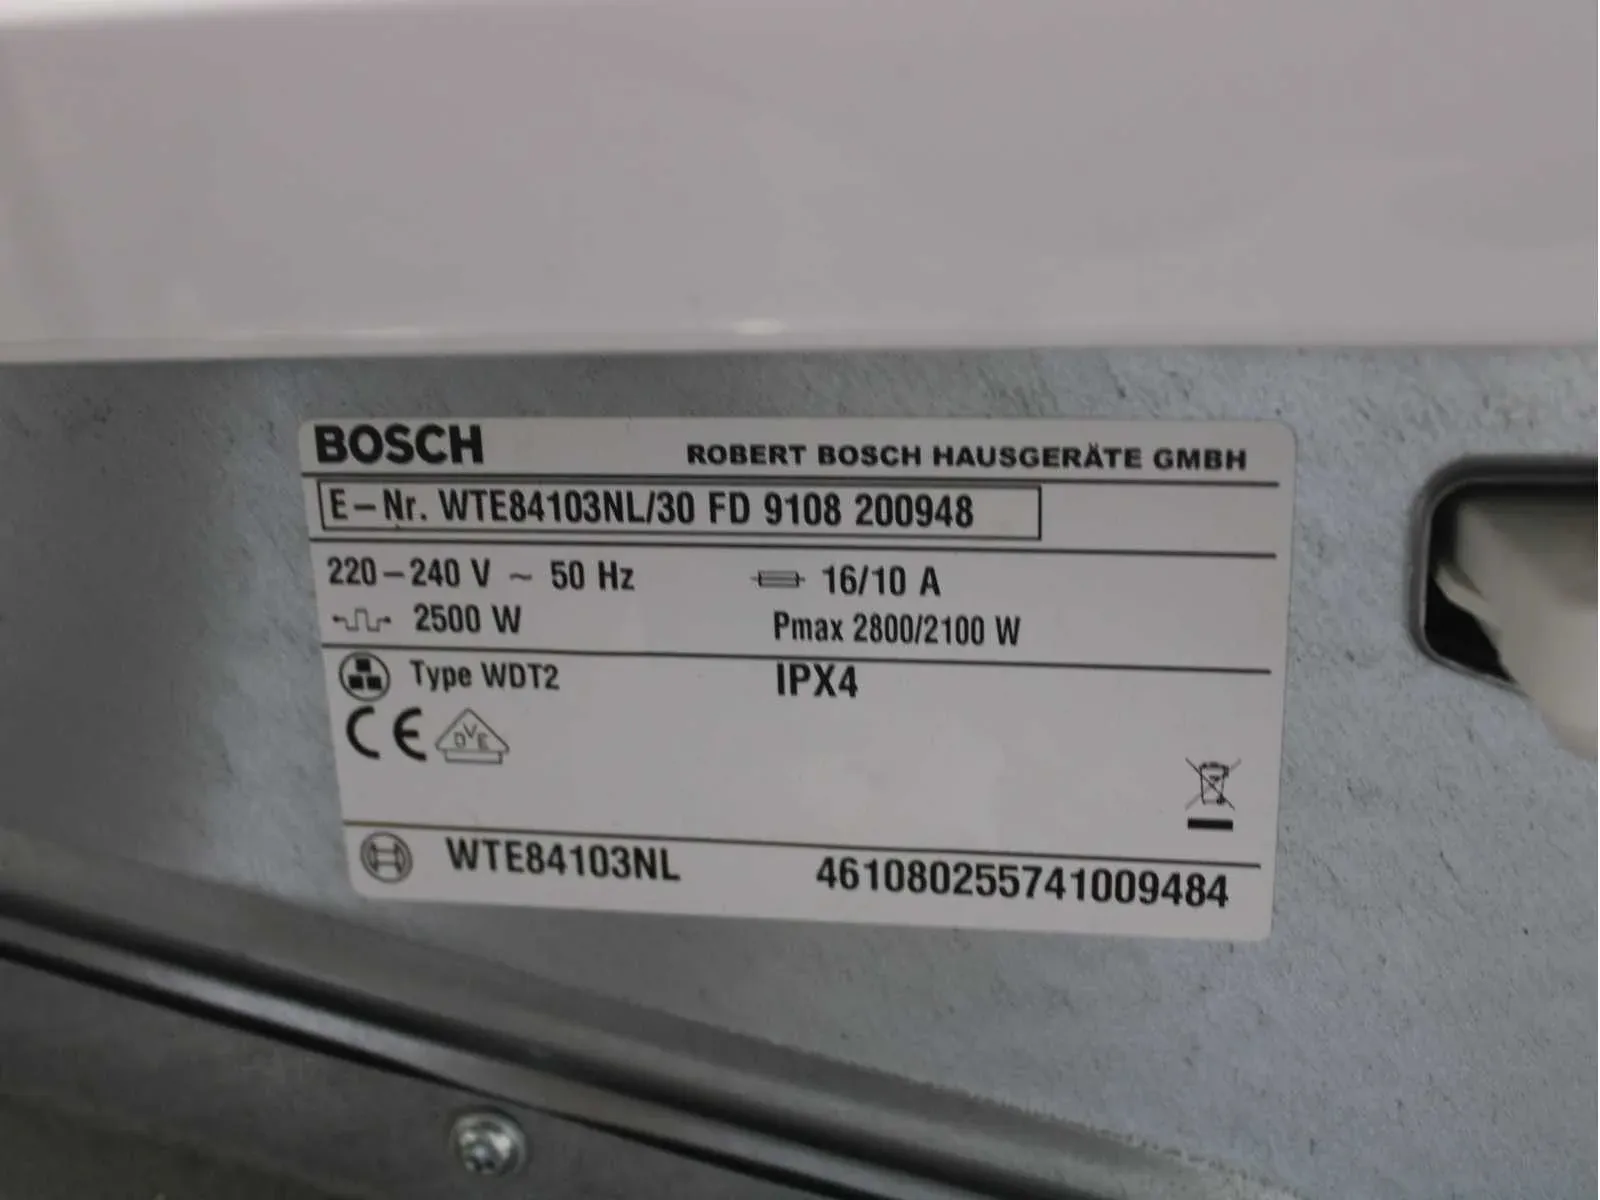 BOSCH ROBERT BOSCH HAUSGERÄTE GMBH
E-Nr. WTE84103NL/30 FD 9108 200948
220-240 V ~ 50 Hz 16/10 A
2500 W Pmax 2800/2100 W
Type WDT2 IPX4
CE DVE
WTE84103NL 461080255741009484